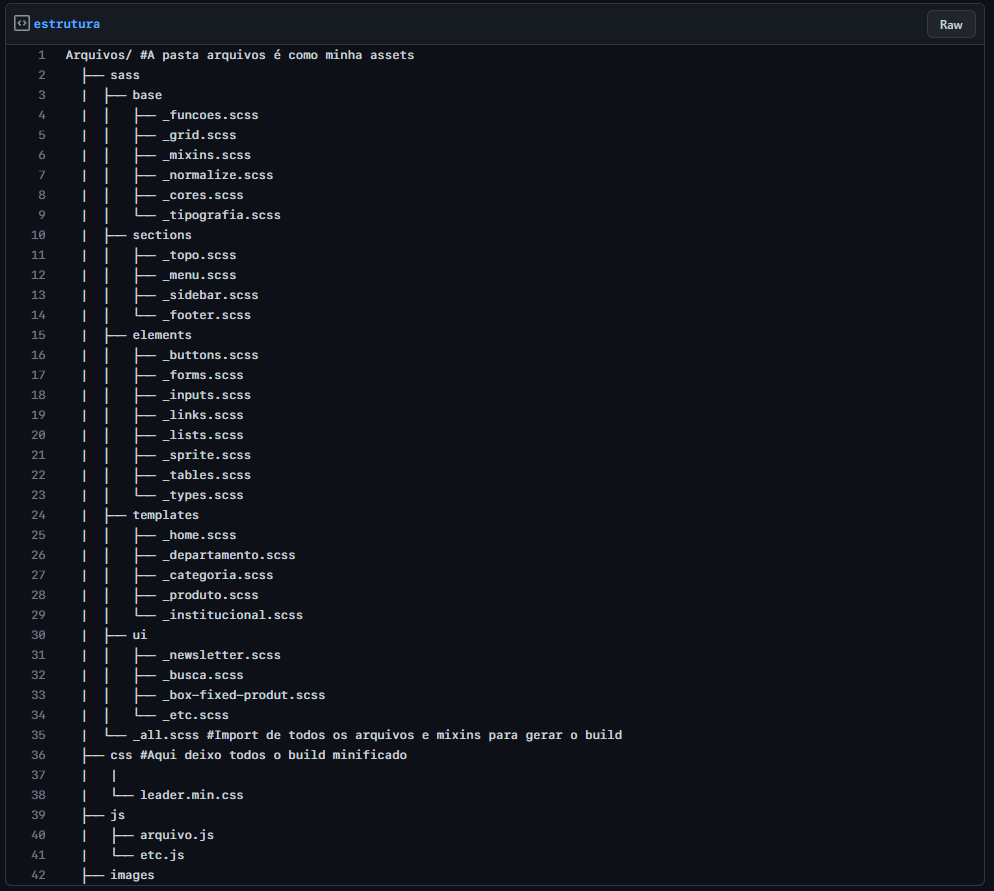 estrutura
Raw
1 Arquivos/ #A pasta arquivos é como minha assets
2 ├── sass
3 | ├── base
4 | │ ├── _funcoes.scss
5 | │ ├── _grid.scss
6 | │ ├── _mixins.scss
7 | │ ├── _normalize.scss
8 | │ ├── _cores.scss
9 | │ └── _tipografia.scss
10 | ├── sections
11 | │ ├── _topo.scss
12 | │ ├── _menu.scss
13 | │ ├── _sidebar.scss
14 | │ └── _footer.scss
15 | ├── elements
16 | │ ├── _buttons.scss
17 | │ ├── _forms.scss
18 | │ ├── _inputs.scss
19 | │ ├── _links.scss
20 | │ ├── _lists.scss
21 | │ ├── _sprite.scss
22 | │ ├── _tables.scss
23 | │ └── _types.scss
24 | ├── templates
25 | │ ├── _home.scss
26 | │ ├── _departamento.scss
27 | │ ├── _categoria.scss
28 | │ ├── _produto.scss
29 | │ └── _institucional.scss
30 | ├── ui
31 | │ ├── _newsletter.scss
32 | │ ├── _busca.scss
33 | │ ├── _box-fixed-produt.scss
34 | │ └── _etc.scss
35 | └── _all.scss #Import de todos os arquivos e mixins para gerar o build
36 ├── css #Aqui deixo todos o build minificado
37 | |
38 | └── leader.min.css
39 ├── js
40 | ├── arquivo.js
41 | └── etc.js
42 ├── images